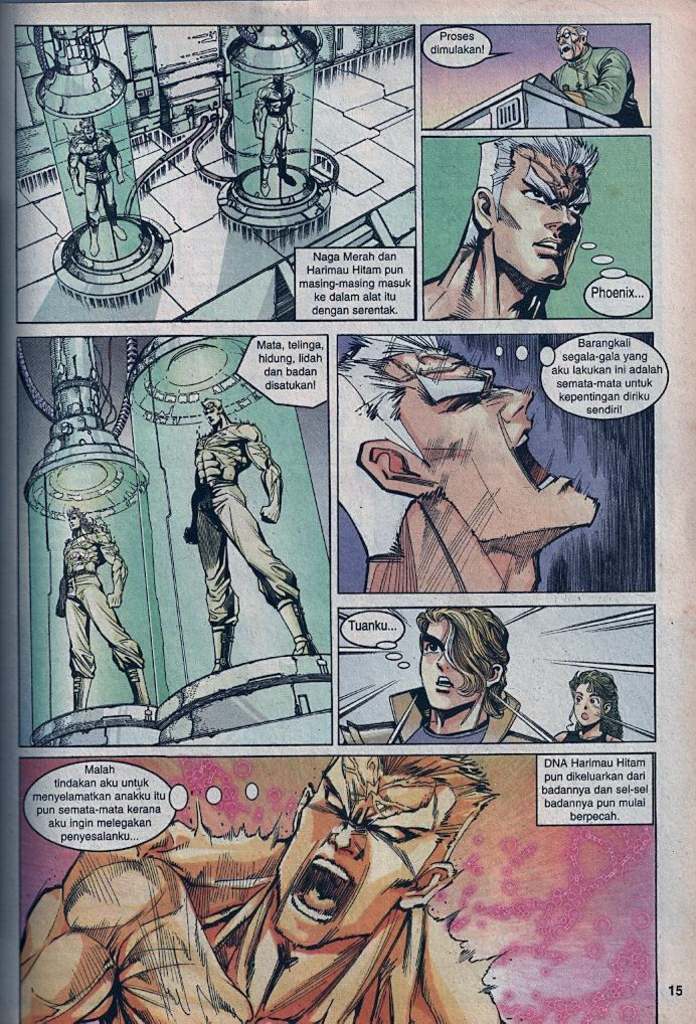 Naga Merah dan
Harimau Hitam pun
masing-masing masuk
ke dalam alat itu
dengan serentak.
Proses
dimulakan!
Phoenix...
Mata, telinga,
hidung, lidah
dan badan
disatukan!
Barangkali
segala-gala yang
aku lakukan ini adalah
semata-mata untuk
kepentingan diriku
sendiri!
Tuanku...
Malah
tindakan aku untuk
menyelamatkan anakku itu
pun semata-mata kerana
aku ingin melegakan
penyesalanku...
DNA Harimau Hitam
pun dikeluarkan dari
badannya dan sel-sel
badannya pun mulai
berpecah.
15